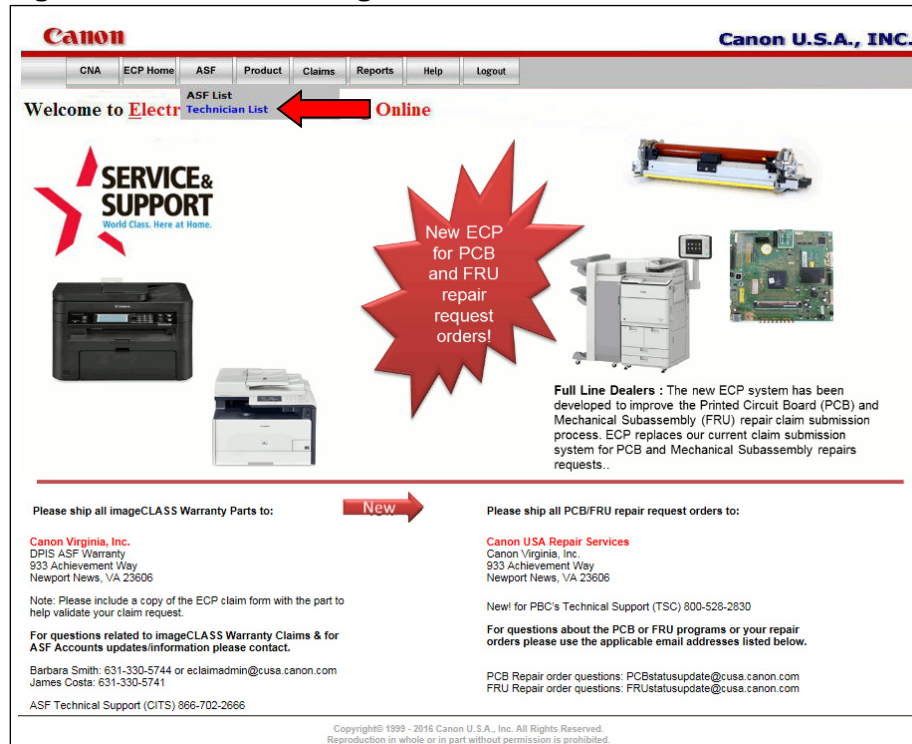 Canon
Canon U.S.A., INC.
CNA ECP Home ASF Product Claims Reports Help Logout
ASF List
Technician List
Welcome to Electr Online
SERVICE&
SUPPORT
World Class. Here at Home.
New ECP
for PCB
and FRU
repair
request
orders!
Full Line Dealers : The new ECP system has been
developed to improve the Printed Circuit Board (PCB) and
Mechanical Subassembly (FRU) repair claim submission
process. ECP replaces our current claim submission
system for PCB and Mechanical Subassembly repairs
requests..
Please ship all imageCLASS Warranty Parts to:
New
Please ship all PCB/FRU repair request orders to:
Canon Virginia, Inc.
DPIS ASF Warranty
933 Achievement Way
Newport News, VA 23606
Note: Please include a copy of the ECP claim form with the part to
help validate your claim request.
For questions related to imageCLASS Warranty Claims & for
ASF Accounts updates/information please contact.
Barbara Smith: 631-330-5744 or eclaimadmin@cusa.canon.com
James Costa: 631-330-5741
ASF Technical Support (CITS) 866-702-2666
Canon USA Repair Services
Canon Virginia, Inc.
933 Achievement Way
Newport News, VA 23606
New! for PBC's Technical Support (TSC) 800-528-2830
For questions about the PCB or FRU programs or your repair
orders please use the applicable email addresses listed below.
PCB Repair order questions: PCBstatusupdate@cusa.canon.com
FRU Repair order questions: FRUstatusupdate@cusa.canon.com
Copyright© 1999 - 2016 Canon U.S.A., Inc. All Rights Reserved.
Reproduction in whole or in part without permission is prohibited.